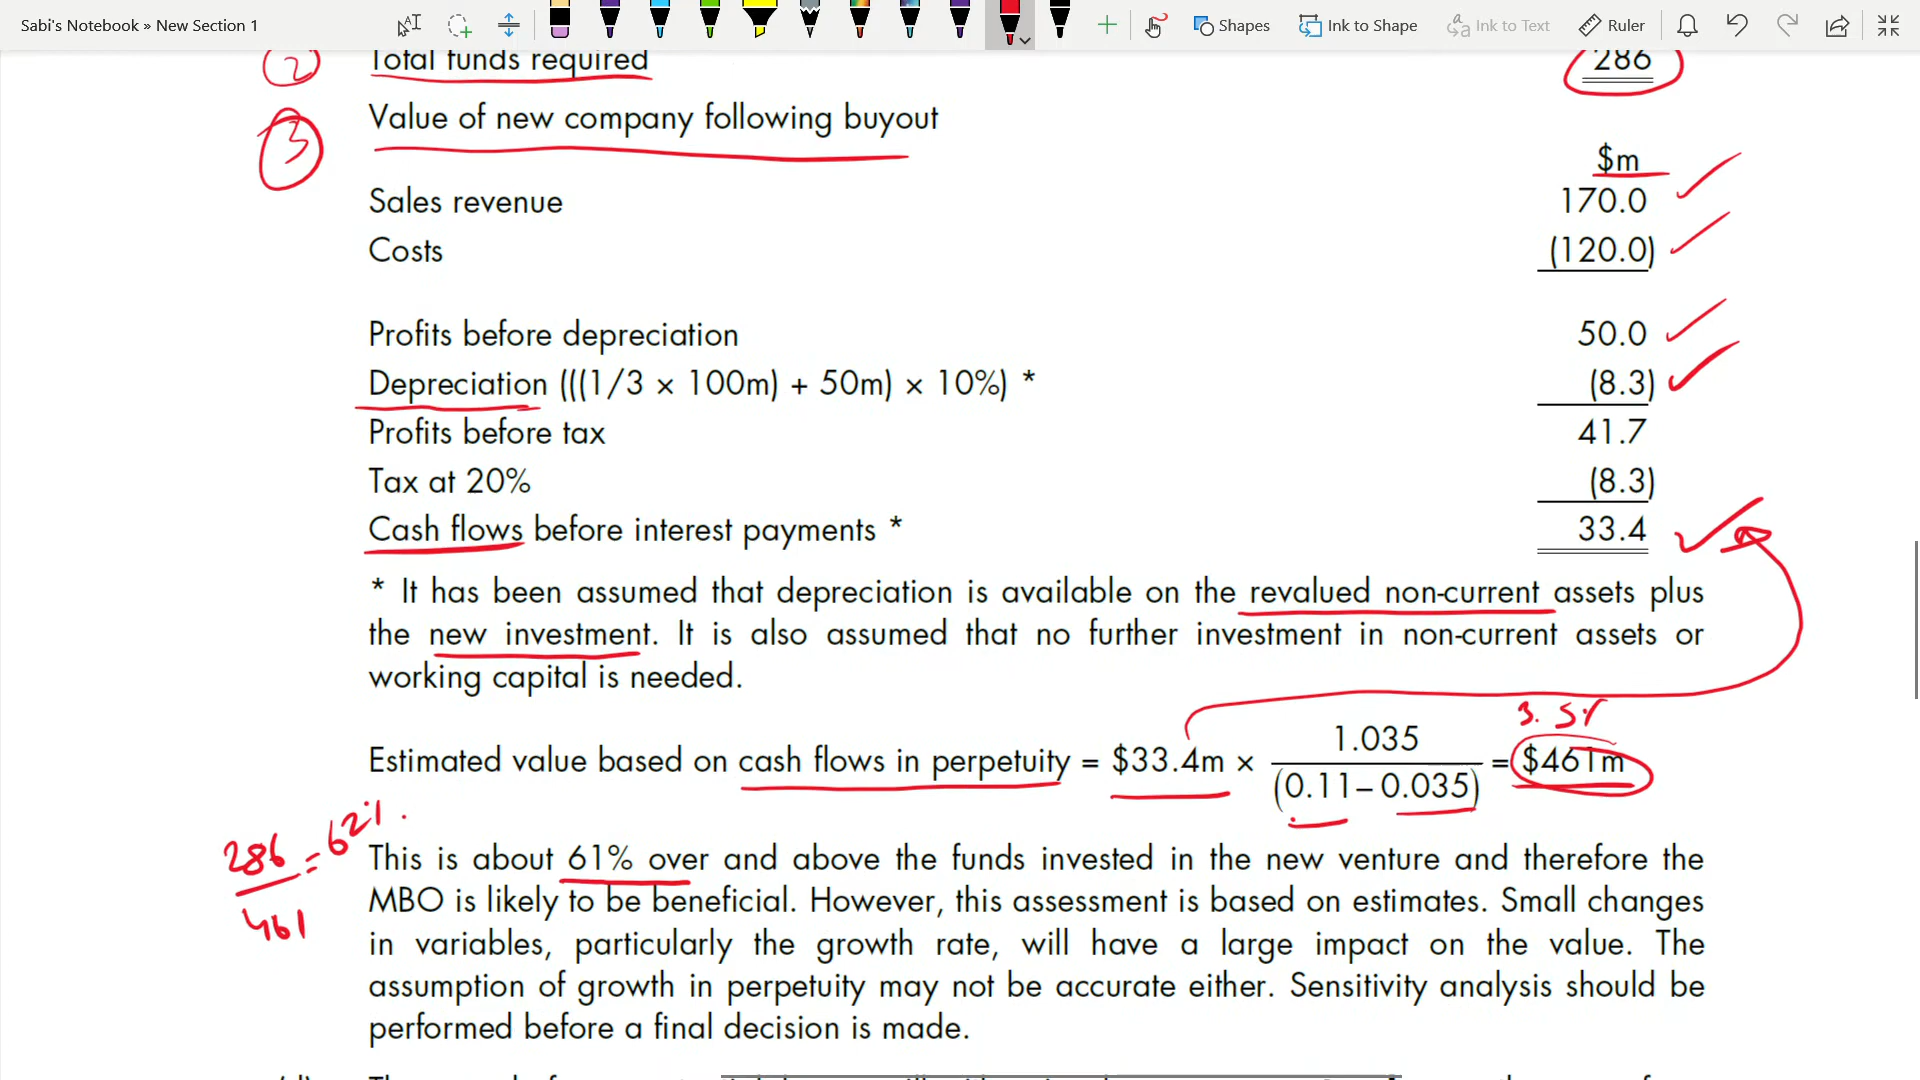 Sabi's Notebook » New Section 1
Shapes
Ink to Shape
Ink to Text
Ruler
2 Total funds required 286
3 Value of new company following buyout
$m
Sales revenue 170.0
Costs (120.0)
Profits before depreciation 50.0
Depreciation (((1/3 × 100m) + 50m) × 10%) * (8.3)
Profits before tax 41.7
Tax at 20% (8.3)
Cash flows before interest payments * 33.4
* It has been assumed that depreciation is available on the revalued non-current assets plus
the new investment. It is also assumed that no further investment in non-current assets or
working capital is needed.
3.5%
Estimated value based on cash flows in perpetuity = $33.4m × 1.035 / (0.11 – 0.035) = $461m
286 / 461 = 62%
This is about 61% over and above the funds invested in the new venture and therefore the
MBO is likely to be beneficial. However, this assessment is based on estimates. Small changes
in variables, particularly the growth rate, will have a large impact on the value. The
assumption of growth in perpetuity may not be accurate either. Sensitivity analysis should be
performed before a final decision is made.